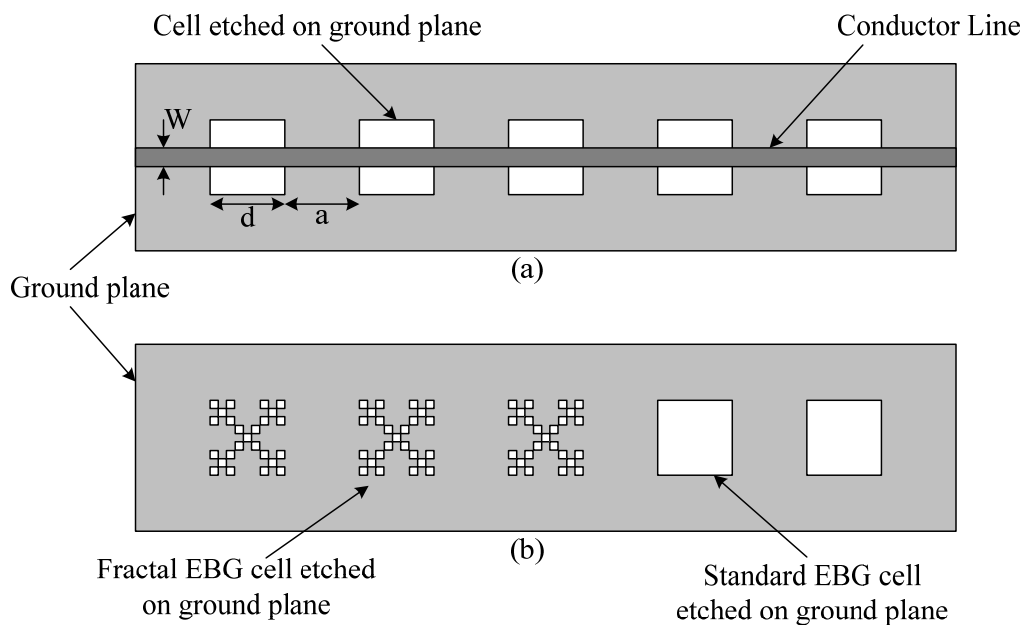 Cell etched on ground plane
Conductor Line
W
d
a
(a)
Ground plane
(b)
Fractal EBG cell etched
on ground plane
Standard EBG cell
etched on ground plane